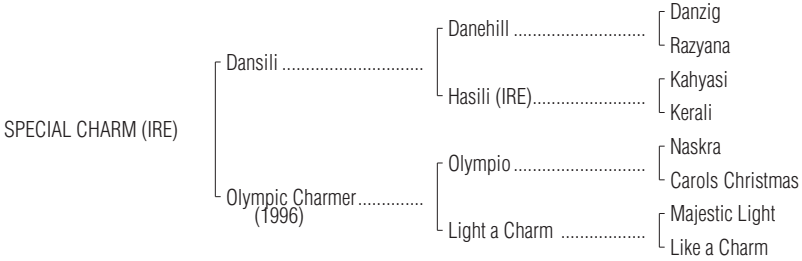 Danzig
Danehill ...........................
Razyana
Dansili .............................
Kahyasi
Hasili (IRE).......................
Kerali
SPECIAL CHARM (IRE)
Naskra
Olympio ...........................
Carols Christmas
Olympic Charmer.............
(1996)
Majestic Light
Light a Charm .................
Like a Charm